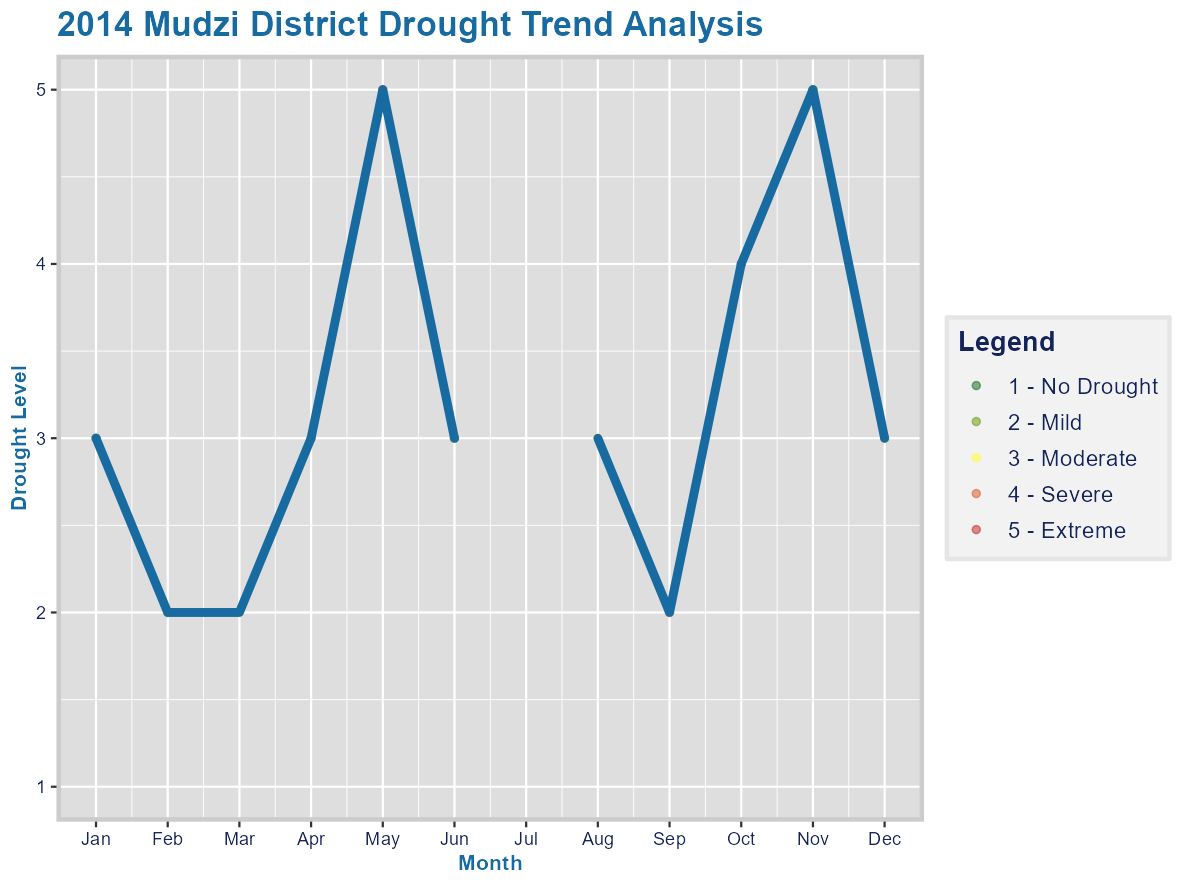 2014 Mudzi District Drought Trend Analysis
Drought Level
5
4
3
2
1
Jan Feb Mar Apr May Jun Jul Aug Sep Oct Nov Dec
Month
Legend
1 - No Drought
2 - Mild
3 - Moderate
4 - Severe
5 - Extreme